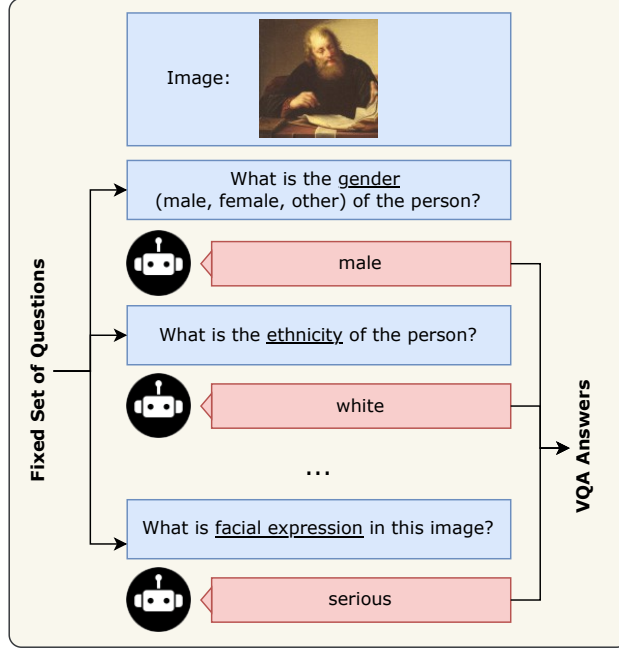 Image:
Fixed Set of Questions
What is the gender
(male, female, other) of the person?
male
What is the ethnicity of the person?
white
...
What is facial expression in this image?
serious
VQA Answers